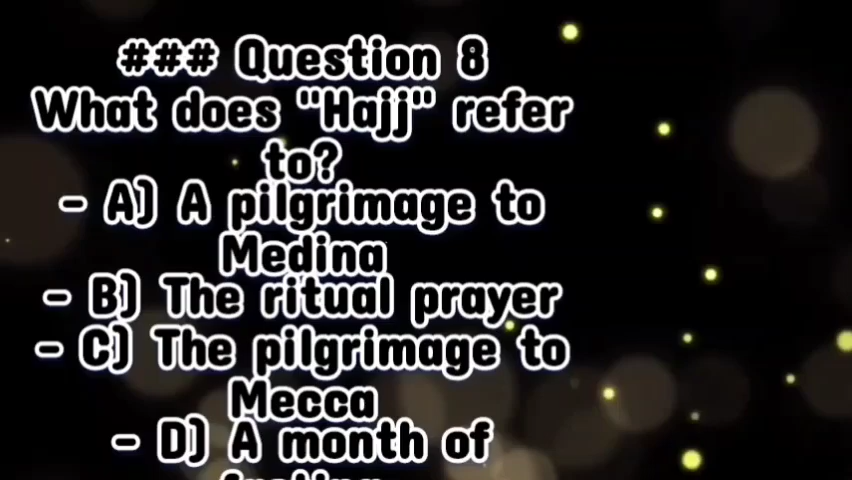 ### Question 8
What does "Hajj" refer
to?
- A) A pilgrimage to
Medina
- B) The ritual prayer
- C) The pilgrimage to
Mecca
- D) A month of